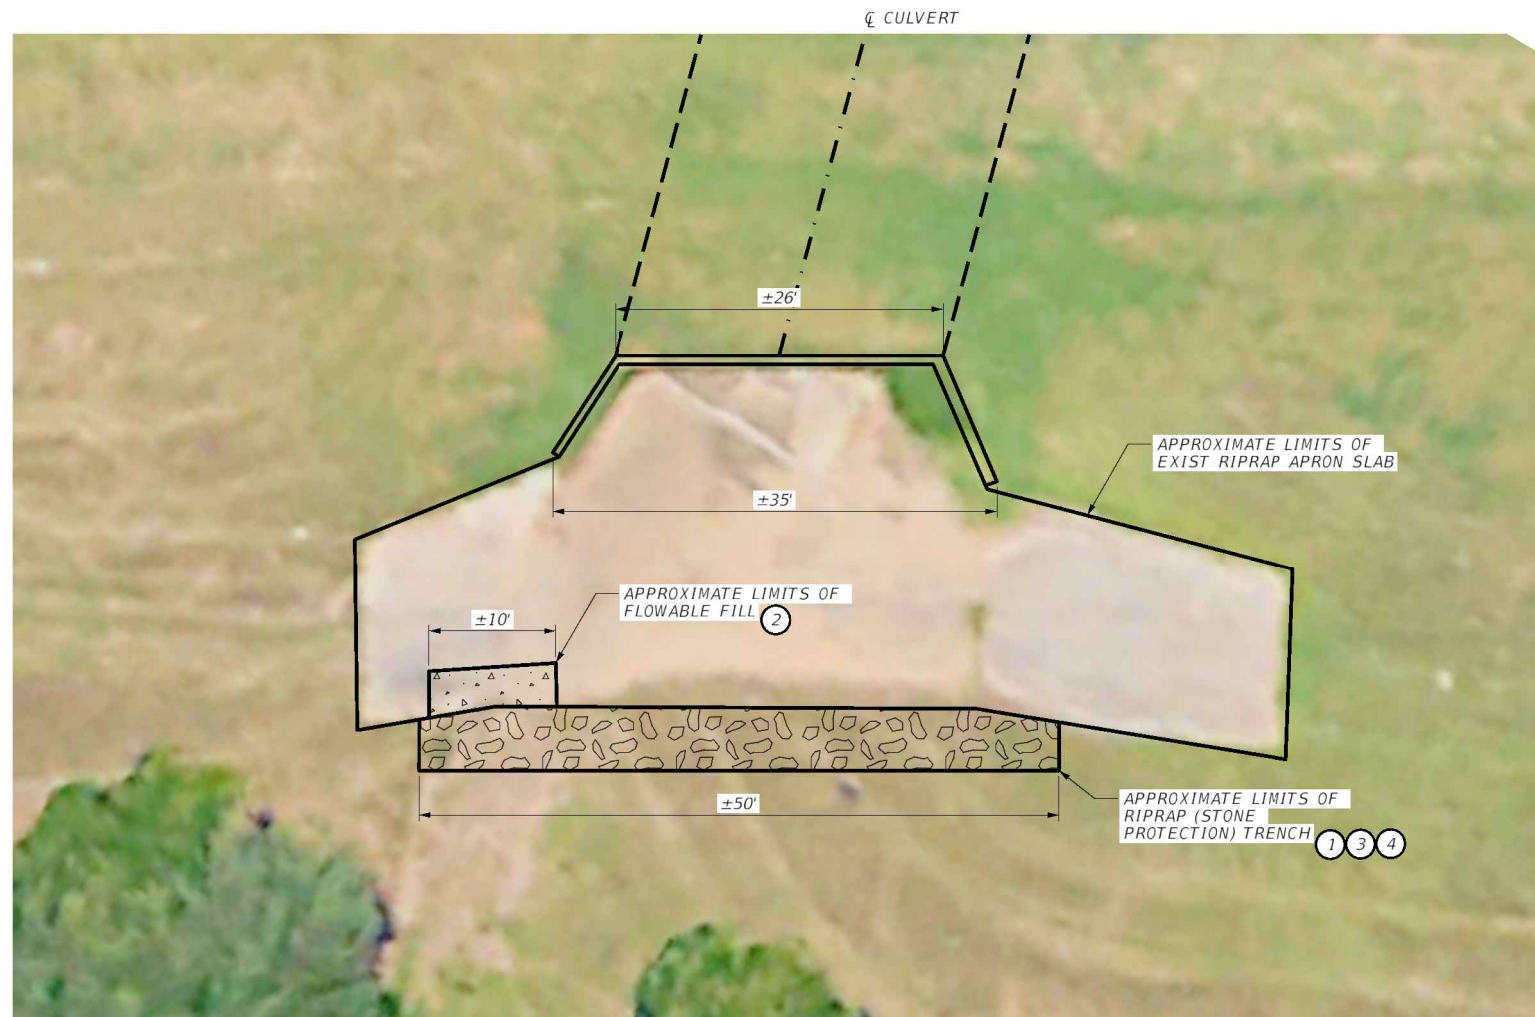 ℄ CULVERT
±26'
APPROXIMATE LIMITS OF
EXIST RIPRAP APRON SLAB
±35'
APPROXIMATE LIMITS OF
FLOWABLE FILL 2
±10'
±50'
APPROXIMATE LIMITS OF
RIPRAP (STONE
PROTECTION) TRENCH 1 3 4